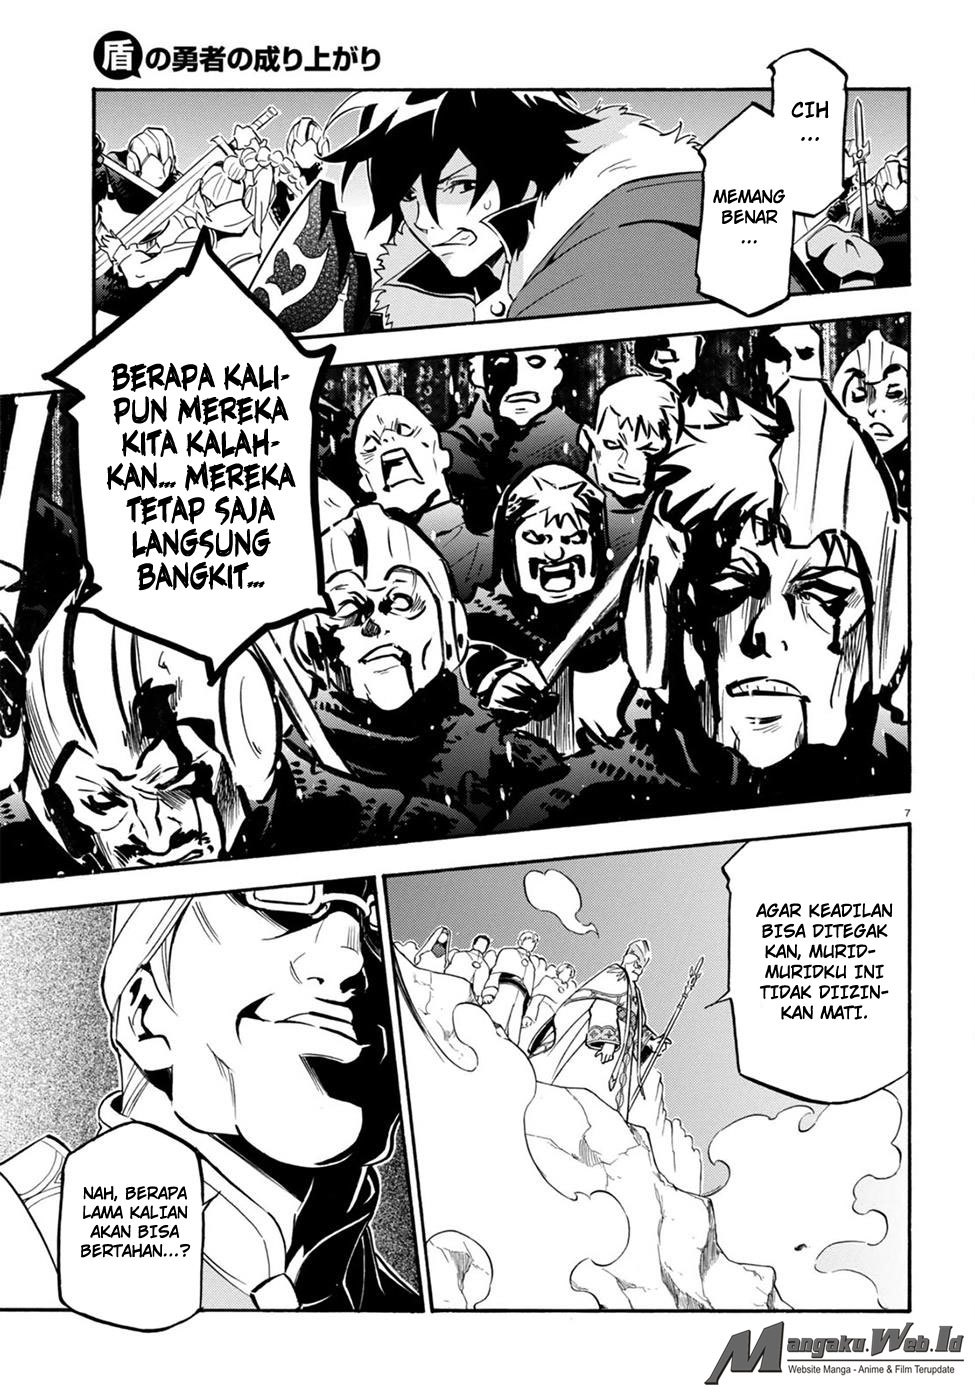 盾の勇者の成り上がり
CIH
...
MEMANG
BENAR
...
BERAPA KALI-
PUN MEREKA
KITA KALAH-
KAN... MEREKA
TETAP SAJA
LANGSUNG
BANGKIT...
7
AGAR KEADILAN
BISA DITEGAK
KAN, MURID-
MURIDKU INI
TIDAK DIIZIN-
KAN MATI.
NAH, BERAPA
LAMA KALIAN
AKAN BISA
BERTAHAN...?
Mangaku.Web.Id
Website Manga - Anime & Film Terupdate